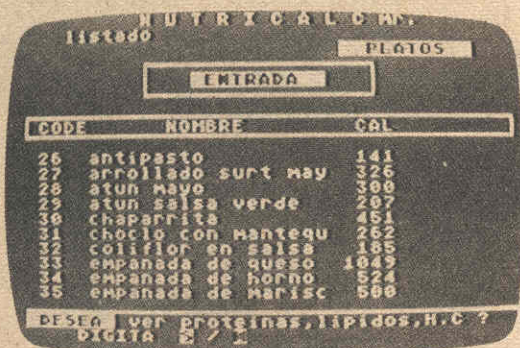 NUTRICALC MR.
listado
PLATOS
ENTRADA
CODE NOMBRE CAL
26 antipasto 141
27 arrollado surt may 326
28 atun mayo 300
29 atun salsa verde 207
30 chaparrita 451
31 choclo con mantequ 262
32 coliflor en salsa 185
33 empanada de queso 1049
34 empanada de horno 524
35 empanada de marisc 500
DESEA ver proteinas,lipidos,H.C ?
DIGITA /